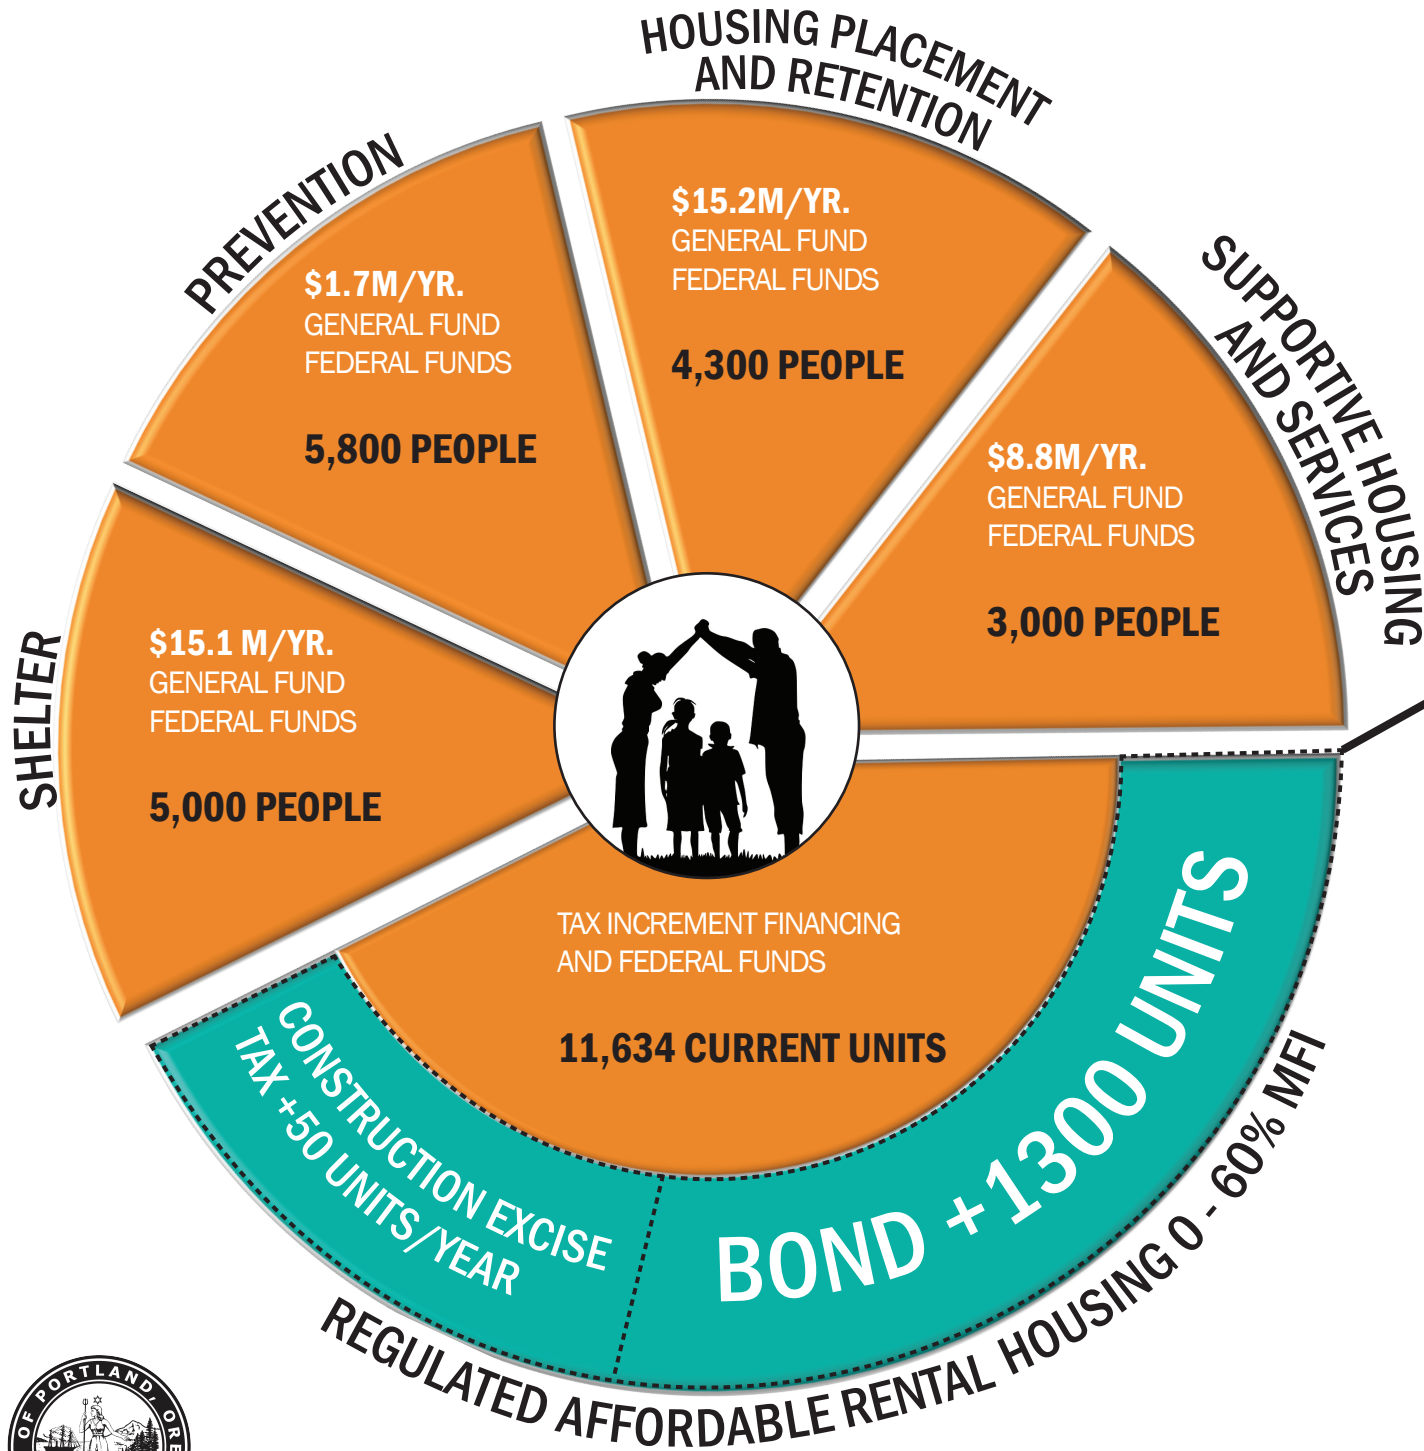 HOUSING PLACEMENT
AND RETENTION
$15.2M/YR.
GENERAL FUND
FEDERAL FUNDS
4,300 PEOPLE
SUPPORTIVE HOUSING
AND SERVICES
$8.8M/YR.
GENERAL FUND
FEDERAL FUNDS
3,000 PEOPLE
PREVENTION
$1.7M/YR.
GENERAL FUND
FEDERAL FUNDS
5,800 PEOPLE
SHELTER
$15.1 M/YR.
GENERAL FUND
FEDERAL FUNDS
5,000 PEOPLE
TAX INCREMENT FINANCING
AND FEDERAL FUNDS
11,634 CURRENT UNITS
CONSTRUCTION EXCISE
TAX +50 UNITS/YEAR
BOND +1300 UNITS
REGULATED AFFORDABLE RENTAL HOUSING 0 - 60% MFI
OF PORTLAND, ORE